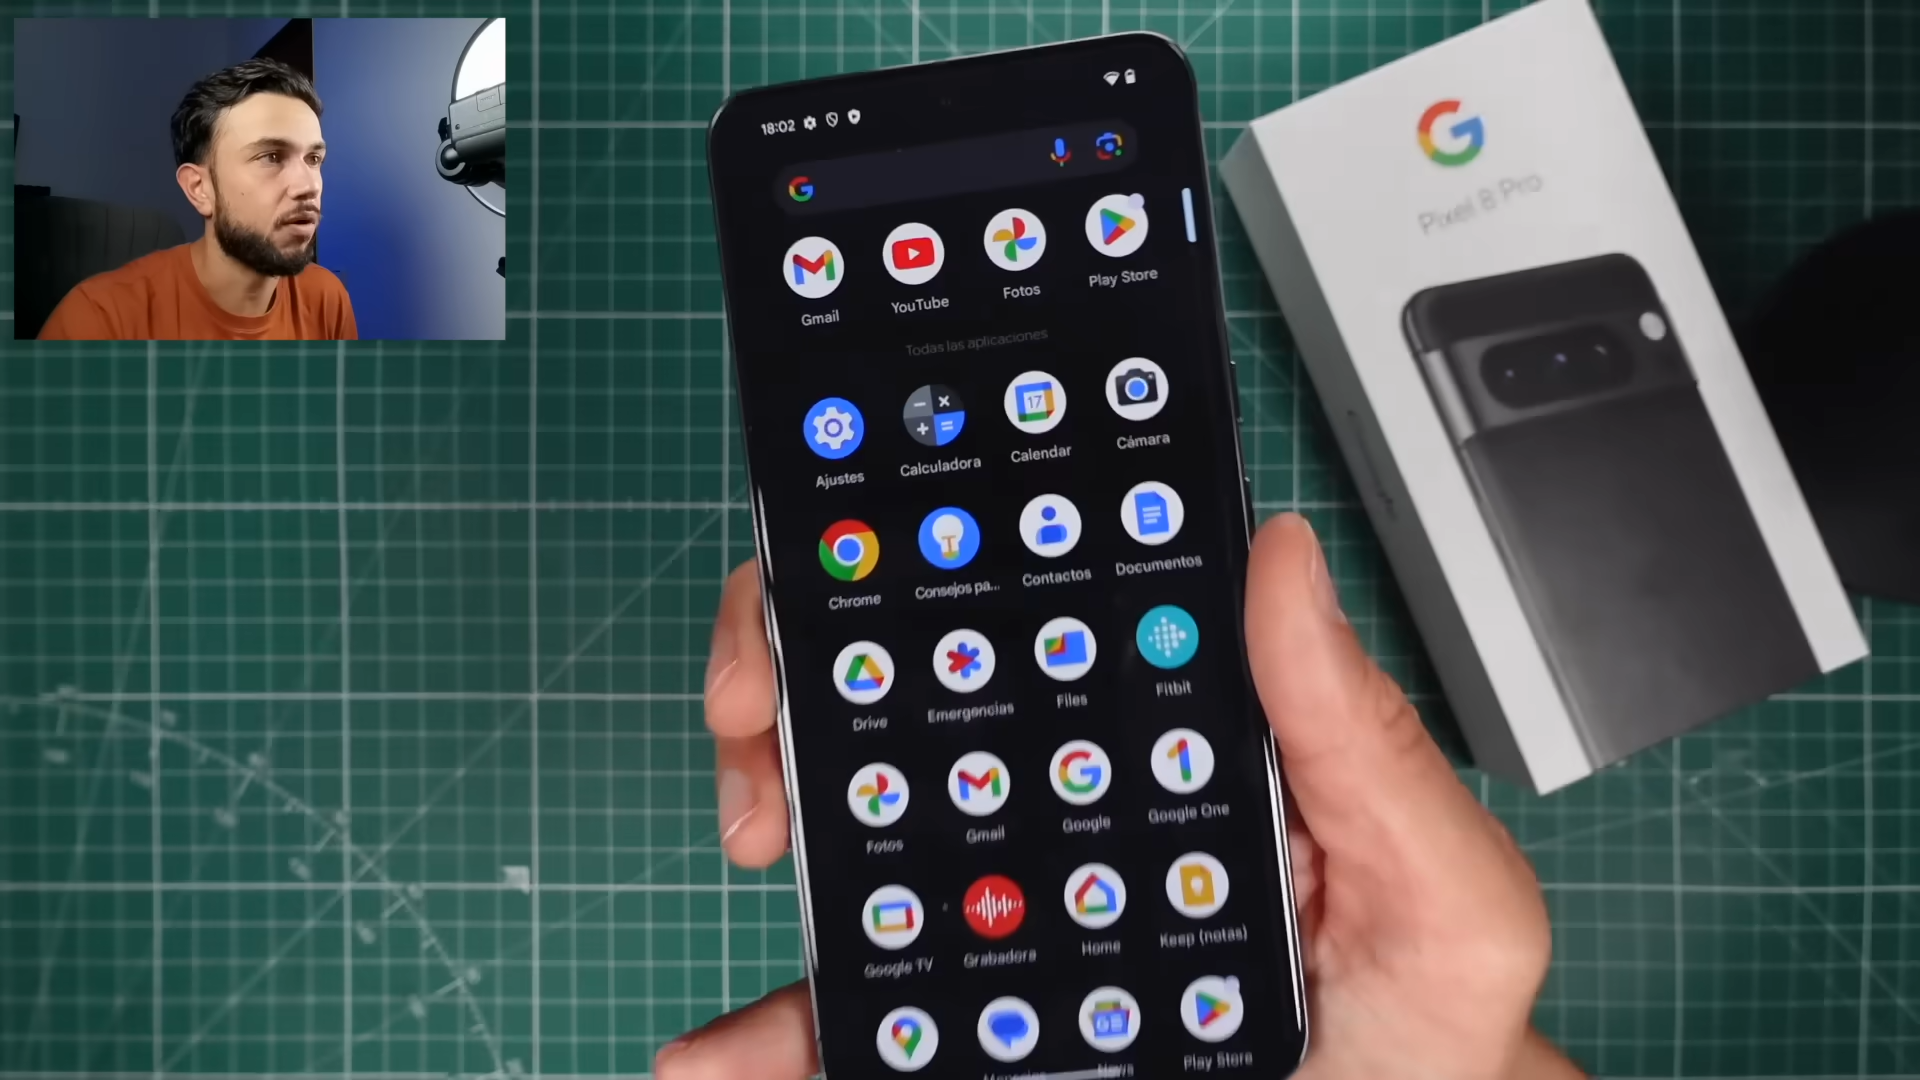 18:02
Gmail
YouTube
Fotos
Play Store
Todas las aplicaciones
Ajustes
Calculadora
Calendar
Cámara
Chrome
Consejos pa...
Contactos
Documentos
Drive
Emergencias
Files
Fitbit
Fotos
Gmail
Google
Google One
Google TV
Grabadora
Home
Keep (notas)
News
Play Store
G
Pixel 8 Pro
17